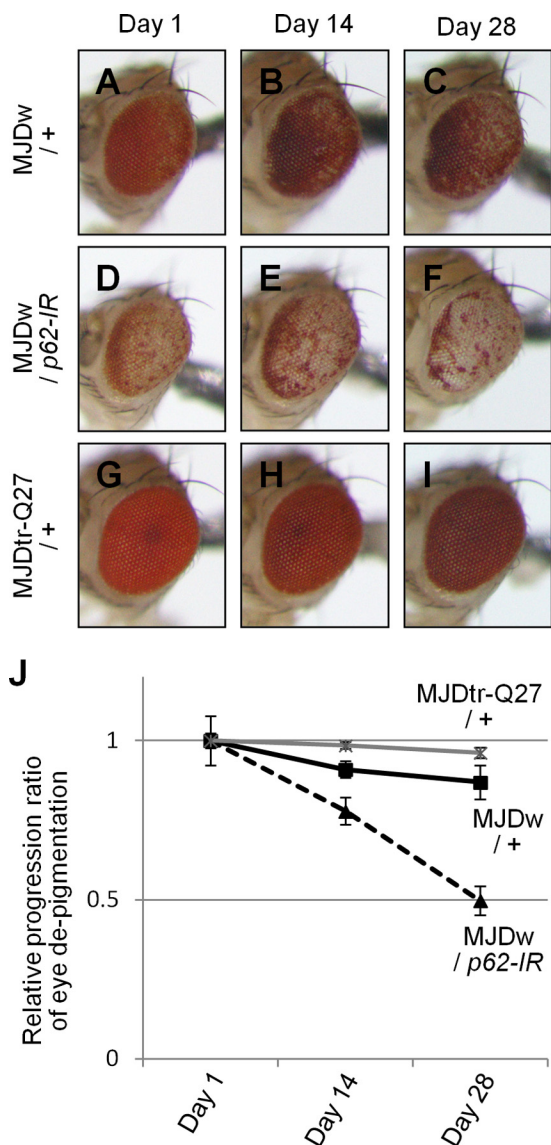 Day 1
Day 14
Day 28
MJDw
/ +
A
B
C
MJDw
/ p62-IR
D
E
F
MJDtr-Q27
/ +
G
H
I
J
Relative progression ratio
of eye de-pigmentation
1
0.5
0
MJDtr-Q27
/ +
MJDw
/ +
MJDw
/ p62-IR
Day 1
Day 14
Day 28